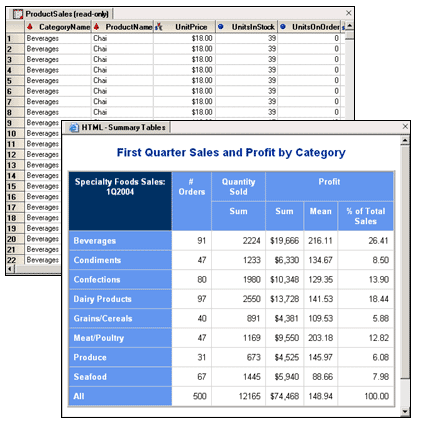 ProductSales (read-only)
CategoryName ProductName UnitPrice UnitsInStock UnitsOnOrder
1 Beverages Chai $18.00 39 0
2 Beverages Chai $18.00 39 0
3 Beverages Chai $18.00 39 0
4 Beverages Chai $18.00 39 0
5 Beverages Chai $18.00 39 0
6 Beverages Chai $18.00 39 0
7 Beverages Chai $18.00 39 0
8 Beverages Chai $18.00 39 0
9 Beverages
10 Beverages
11 Beverages
12 Beverages
13 Beverages
14 Beverages
15 Beverages
16 Beverages
17 Beverages
18 Beverages
19 Beverages
20 Beverages
21 Beverages
22 Beverages
HTML - Summary Tables
First Quarter Sales and Profit by Category
Specialty Foods Sales: 1Q2004 # Orders Quantity Sold Profit
Sum Sum Mean % of Total Sales
Beverages 91 2224 $19,666 216.11 26.41
Condiments 47 1233 $6,330 134.67 8.50
Confections 80 1980 $10,348 129.35 13.90
Dairy Products 97 2550 $13,728 141.53 18.44
Grains/Cereals 40 891 $4,381 109.53 5.88
Meat/Poultry 47 1169 $9,550 203.18 12.82
Produce 31 673 $4,525 145.97 6.08
Seafood 67 1445 $5,940 88.66 7.98
All 500 12165 $74,468 148.94 100.00